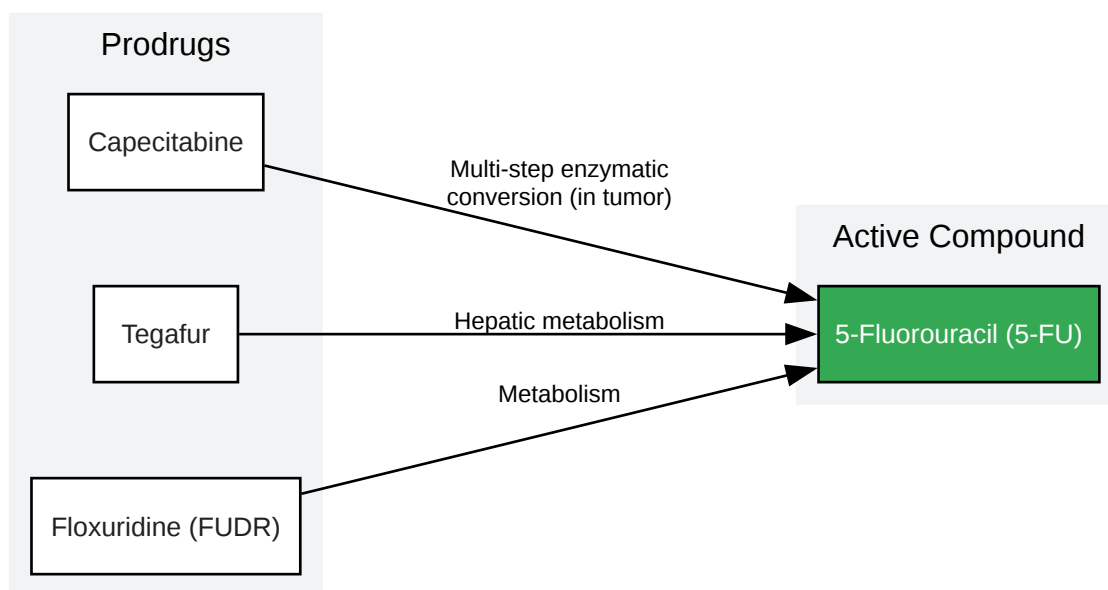 Prodrugs
Capecitabine
Multi-step enzymatic
conversion (in tumor)
Active Compound
Tegafur
Hepatic metabolism
5-Fluorouracil (5-FU)
Metabolism
Floxuridine (FUDR)